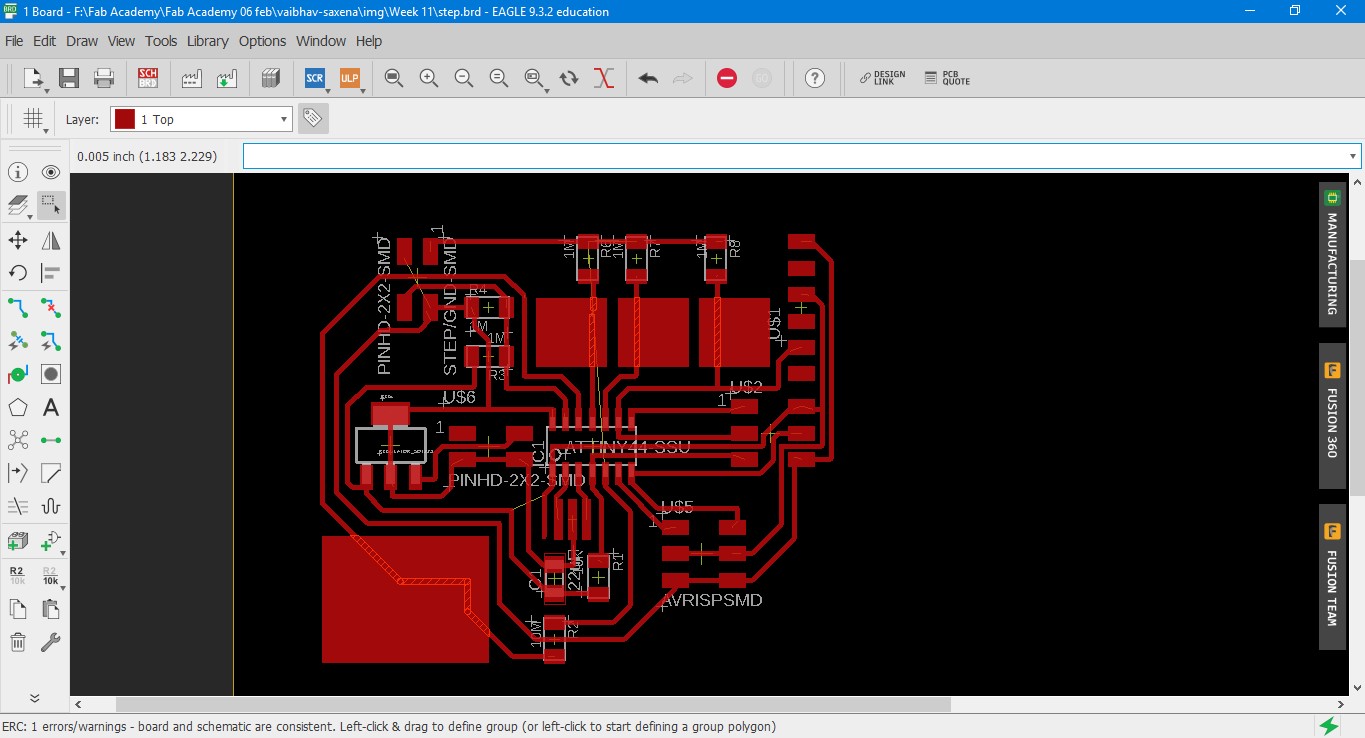 1 Board - F:\Fab Academy\Fab Academy 06 feb\vaibhav-saxena\img\Week 11\step.brd - EAGLE 9.3.2 education
File Edit Draw View Tools Library Options Window Help
SCH
BRD
SCR
ULP
GO
DESIGN
LINK
PCB
QUOTE
Layer: 1 Top
0.005 inch (1.183 2.229)
MANUFACTURING
FUSION 360
FUSION TEAM
R2
10k
R2
10k
PINHD-2X2-SMD
1
STEP/GND-SMD
R4
1M
1M
R3
1M
R6
1M
R7
1M
R8
U$1
U$2
1
U$6
1
PINHD-2X2-SMD
IC1
ATTINY44-SSU
U$5
1
AVRISPSMD
C1
R1
10M
R2
ERC: 1 errors/warnings - board and schematic are consistent. Left-click & drag to define group (or left-click to start defining a group polygon)